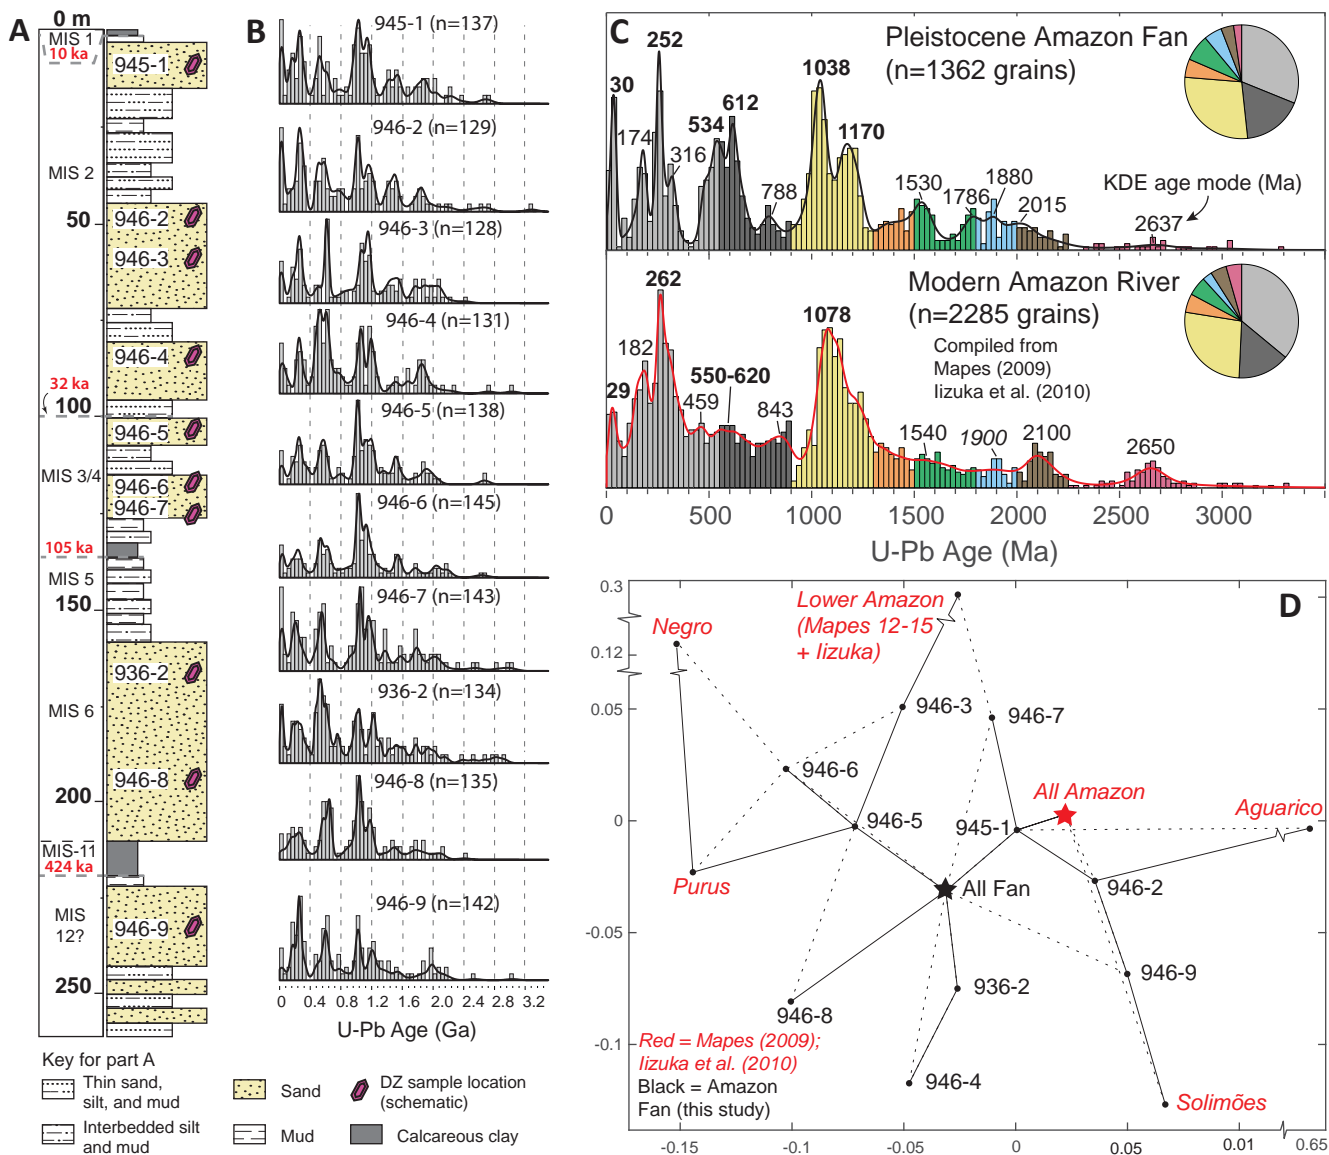 A
0 m
MIS 1
10 ka
945-1
MIS 2
946-2
50
946-3
946-4
32 ka
100
946-5
MIS 3/4
946-6
946-7
105 ka
MIS 5
150
936-2
MIS 6
946-8
200
MIS-11
424 ka
MIS
12?
946-9
250
Key for part A
Thin sand,
silt, and mud
Sand
DZ sample location
(schematic)
Interbedded silt
and mud
Mud
Calcareous clay
B
945-1 (n=137)
946-2 (n=129)
946-3 (n=128)
946-4 (n=131)
946-5 (n=138)
946-6 (n=145)
946-7 (n=143)
936-2 (n=134)
946-8 (n=135)
946-9 (n=142)
0 0.4 0.8 1.2 1.6 2.0 2.4 2.8 3.2
U-Pb Age (Ga)
C
Pleistocene Amazon Fan
(n=1362 grains)
30
174
252
316
534
612
788
1038
1170
1530
1786
1880
2015
2637
KDE age mode (Ma)
Modern Amazon River
(n=2285 grains)
Compiled from
Mapes (2009)
Iizuka et al. (2010)
29
182
262
459
550-620
843
1078
1540
1900
2100
2650
0 500 1000 1500 2000 2500 3000
U-Pb Age (Ma)
D
0.3
0.12
0.05
0
-0.05
-0.1
Lower Amazon
(Mapes 12-15
+ Iizuka)
Negro
946-3
946-7
946-6
All Amazon
Aguarico
946-5
945-1
Purus
All Fan
946-2
946-9
936-2
946-8
946-4
Solimões
Red = Mapes (2009);
Iizuka et al. (2010)
Black = Amazon
Fan (this study)
-0.15 -0.1 -0.05 0 0.05 0.01 0.65